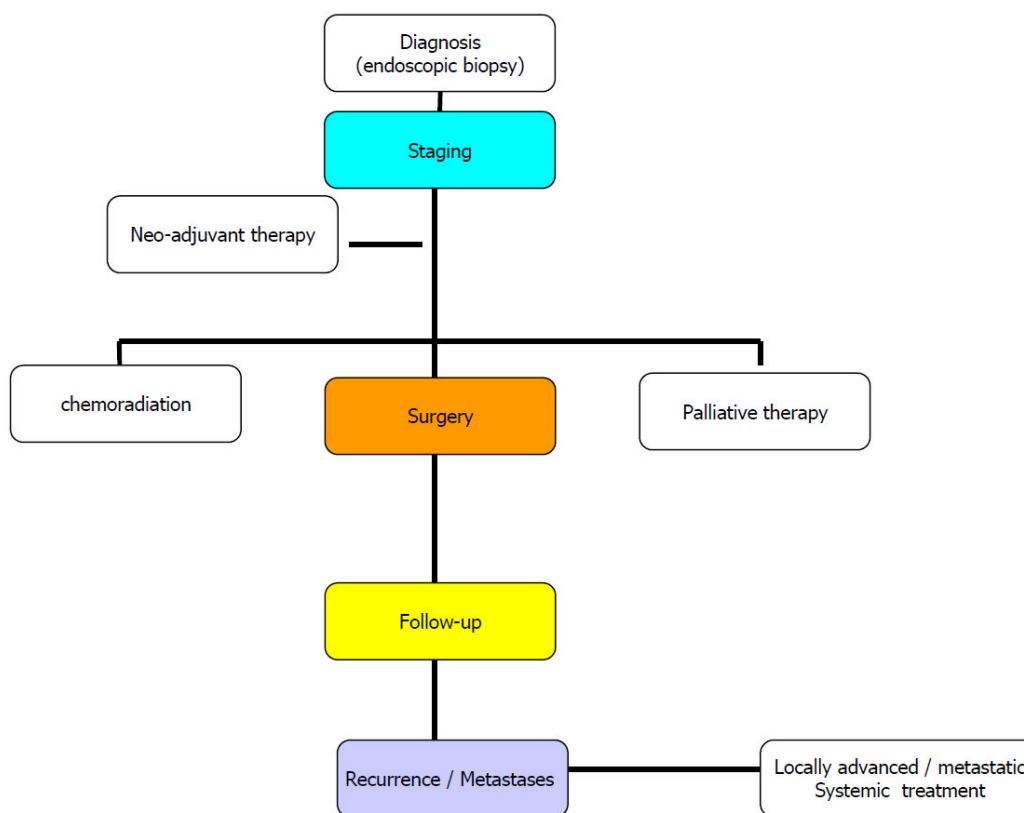 Diagnosis
(endoscopic biopsy)
Staging
Neo-adjuvant therapy
chemoradiation
Surgery
Palliative therapy
Follow-up
Recurrence / Metastases
Locally advanced / metastatic
Systemic treatment